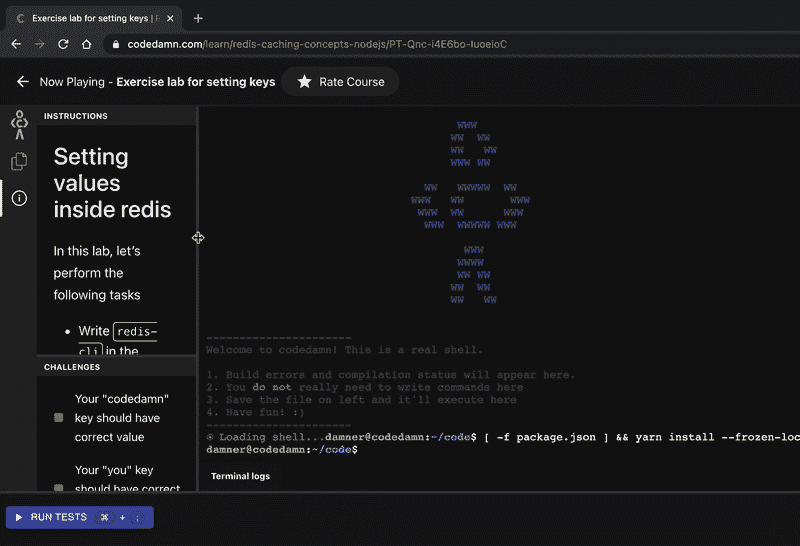 Exercise lab for setting keys | R
codedamn.com/learn/redis-caching-concepts-nodejs/PT-Qnc-i4E6bo-IuoeioC
Now Playing - Exercise lab for setting keys
Rate Course
INSTRUCTIONS
Setting
values
inside redis
In this lab, let's
perform the
following tasks
• Write redis-
cli in the
CHALLENGES
Your "codedamn"
key should have
correct value
Your "you" key
should have correct
WWW
WW WW
WW WW
WWW WW
WW WWWWW WW
WWW WW WWW
WWW WW WWW
WWW WWWWW WWW
WWW
WWWW
WW WW
WW WW
WW WW
----------------------
Welcome to codedamn! This is a real shell.
1. Build errors and compilation status will appear here.
2. You do not really need to write commands here
3. Save the file on left and it'll execute here
4. Have fun! :)
----------------------
Loading shell...damner@codedamn:~/code$ [ -f package.json ] && yarn install --frozen-loc
damner@codedamn:~/code$
Terminal logs
RUN TESTS ⌘ + ;